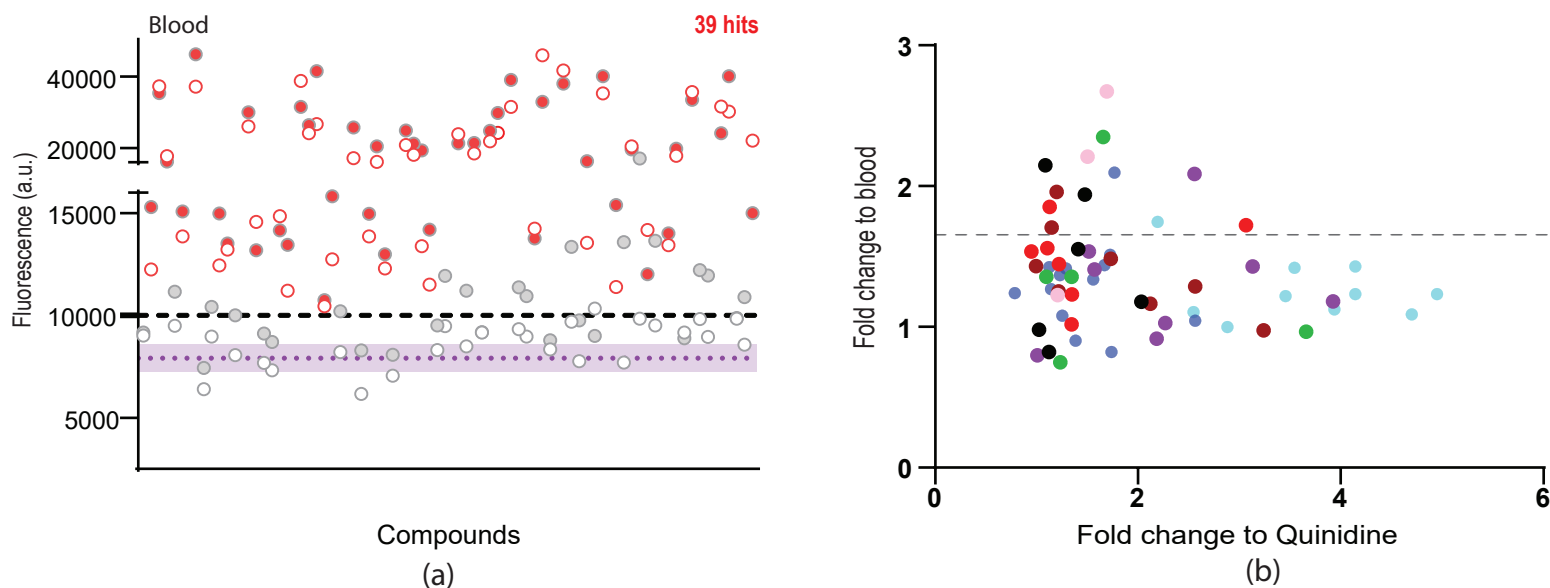 Blood
39 hits
Fluorescence (a.u.)
40000
20000
15000
10000
5000
Compounds
(a)
Fold change to blood
3
2
1
0
0
2
4
6
Fold change to Quinidine
(b)